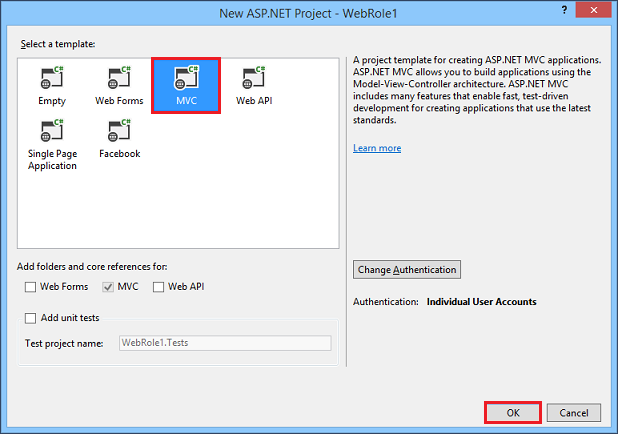 New ASP.NET Project - WebRole1
? x
Select a template:
C# C# C# C#
Empty Web Forms MVC Web API
C# C#
Single Page Application Facebook
A project template for creating ASP.NET MVC applications.
ASP.NET MVC allows you to build applications using the
Model-View-Controller architecture. ASP.NET MVC
includes many features that enable fast, test-driven
development for creating applications that use the latest
standards.
Learn more
Change Authentication
Authentication: Individual User Accounts
Add folders and core references for:
Web Forms MVC Web API
Add unit tests
Test project name: WebRole1.Tests
OK Cancel